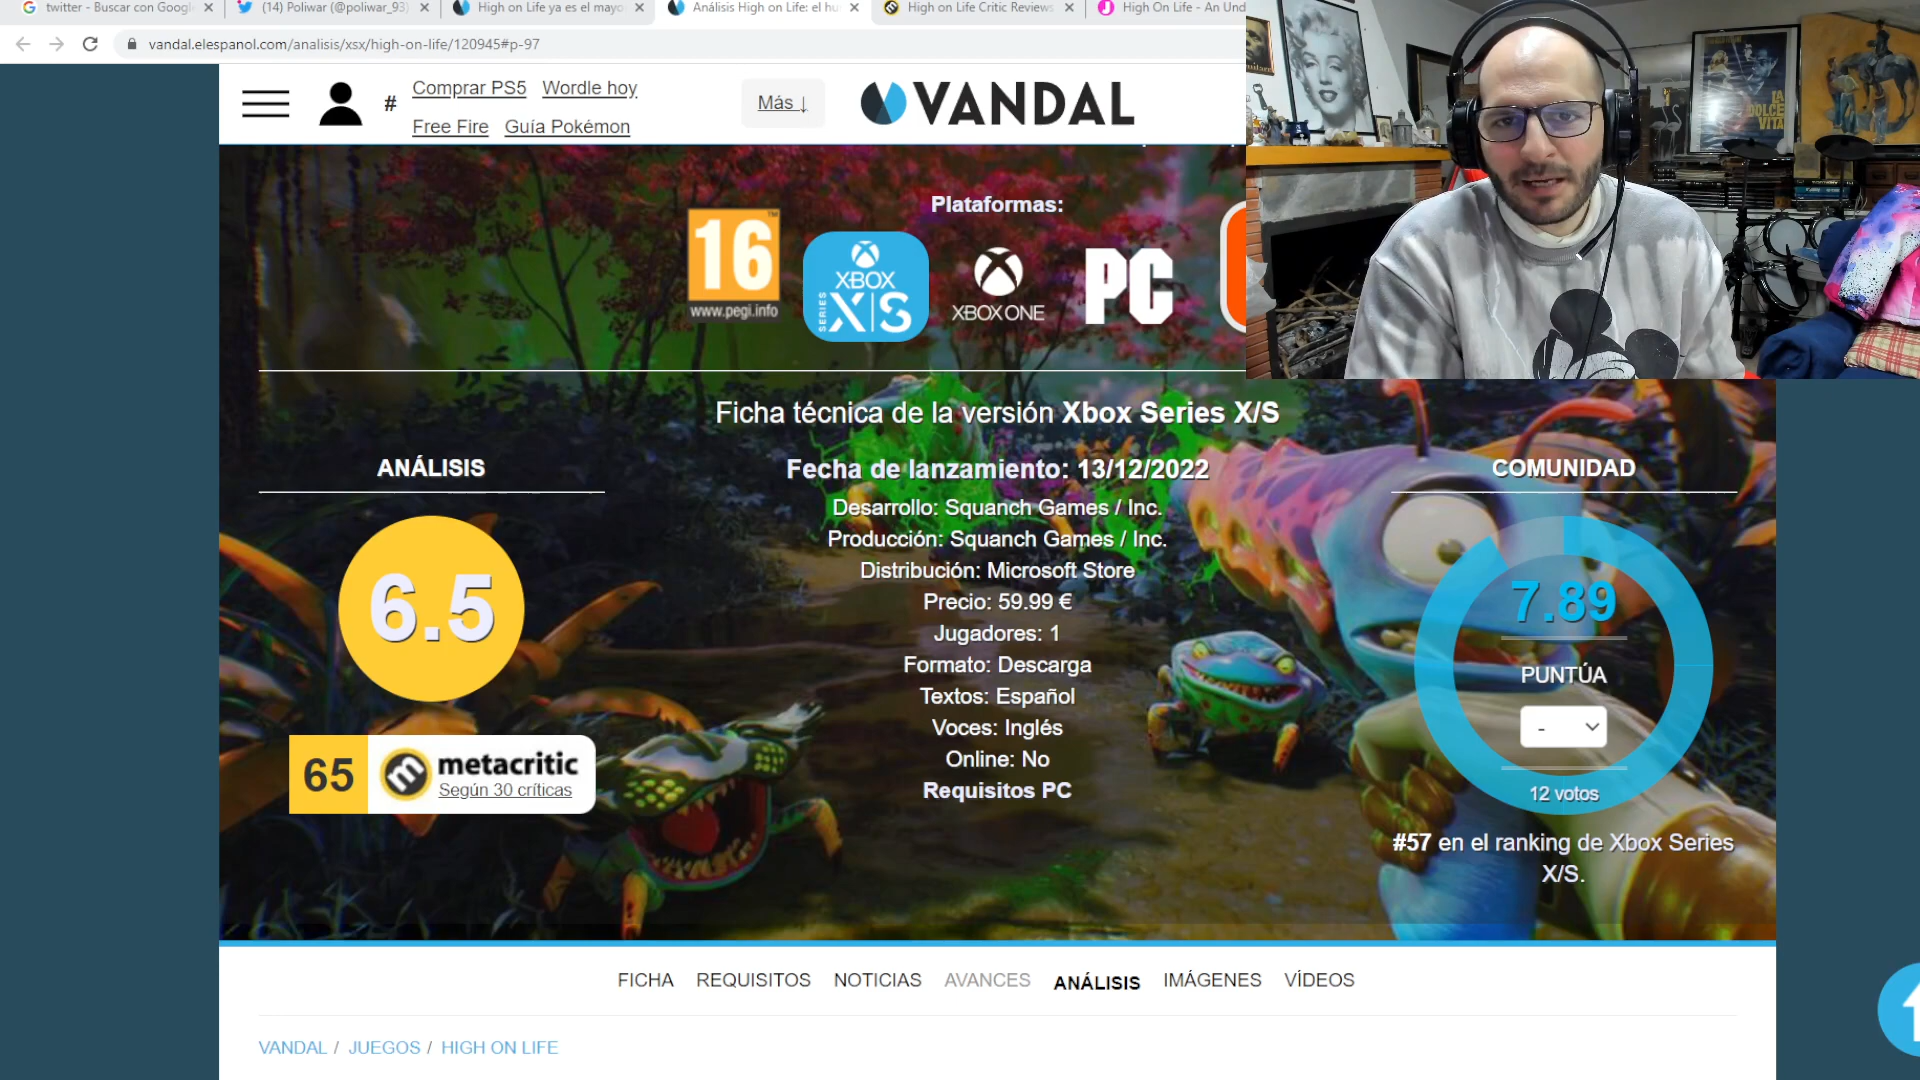 twitter - Buscar con Google
(14) Poliwar (@poliwar_93)
High on Life ya es el mayo
Análisis High on Life: el hu
High on Life Critic Reviews
High On Life - An Und
vandal.elespanol.com/analisis/xsx/high-on-life/120945#p-97
# Comprar PS5 Wordle hoy
Free Fire Guía Pokémon
Más ↓
VANDAL
LA DOLCE VITA
Plataformas:
16
www.pegi.info
XBOX
SERIES X|S
XBOX ONE
PC
Ficha técnica de la versión Xbox Series X/S
ANÁLISIS
6.5
65
metacritic
Según 30 críticas
Fecha de lanzamiento: 13/12/2022
Desarrollo: Squanch Games / Inc.
Producción: Squanch Games / Inc.
Distribución: Microsoft Store
Precio: 59.99 €
Jugadores: 1
Formato: Descarga
Textos: Español
Voces: Inglés
Online: No
Requisitos PC
COMUNIDAD
7.89
PUNTÚA
-
12 votos
#57 en el ranking de Xbox Series
X/S.
FICHA REQUISITOS NOTICIAS AVANCES ANÁLISIS IMÁGENES VÍDEOS
VANDAL / JUEGOS / HIGH ON LIFE